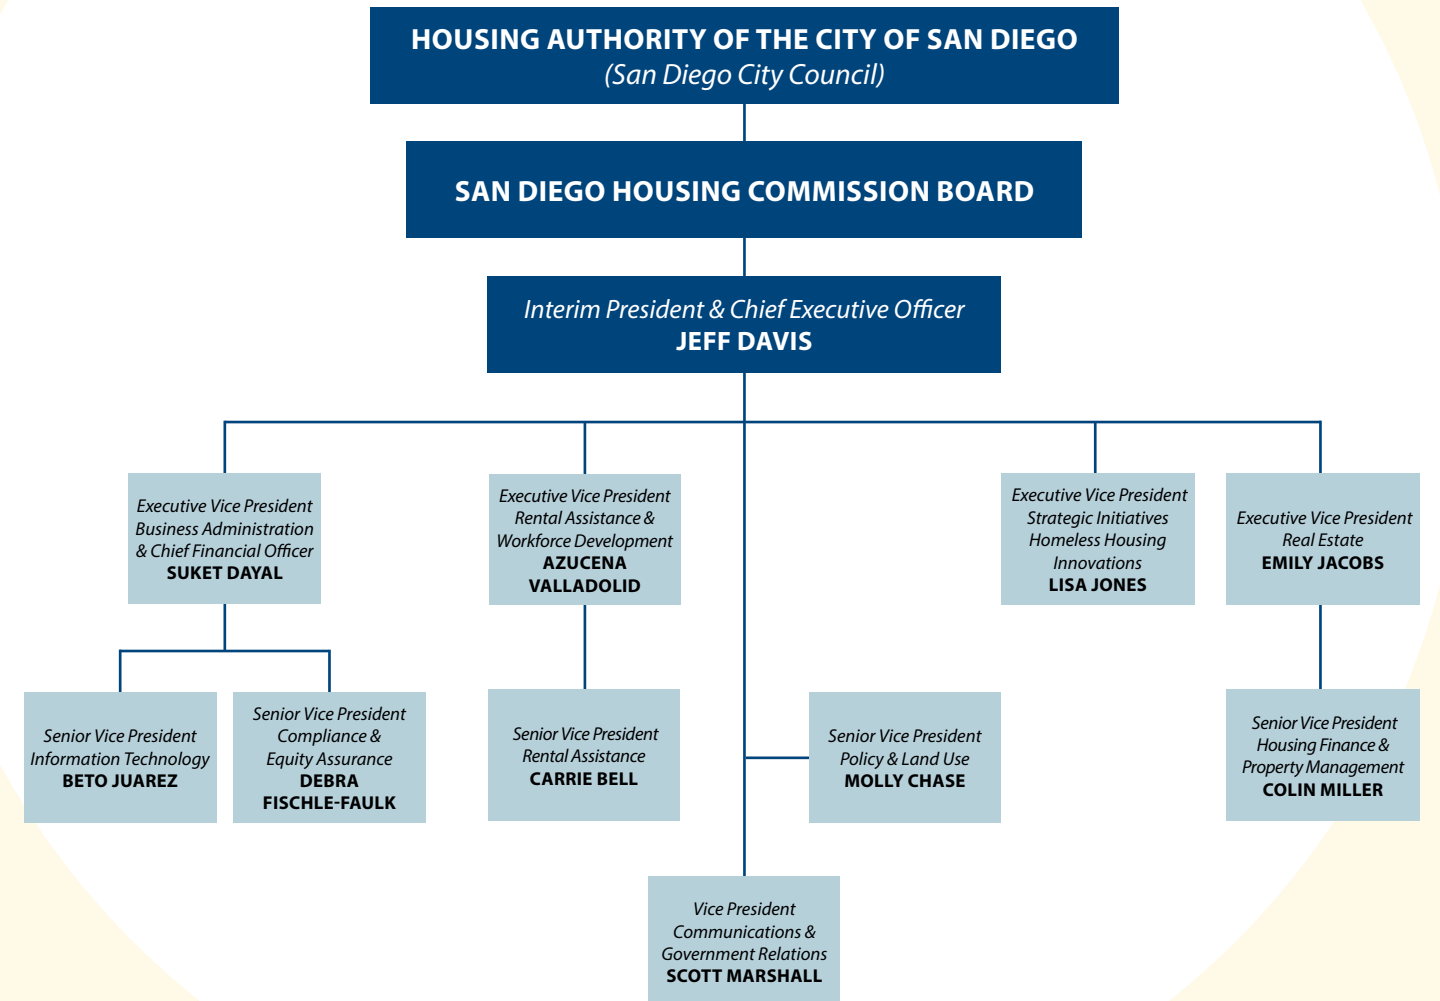 HOUSING AUTHORITY OF THE CITY OF SAN DIEGO
(San Diego City Council)
SAN DIEGO HOUSING COMMISSION BOARD
Interim President & Chief Executive Officer
JEFF DAVIS
Executive Vice President
Business Administration
& Chief Financial Officer
SUKET DAYAL
Executive Vice President
Rental Assistance &
Workforce Development
AZUCENA
VALLADOLID
Executive Vice President
Strategic Initiatives
Homeless Housing
Innovations
LISA JONES
Executive Vice President
Real Estate
EMILY JACOBS
Senior Vice President
Information Technology
BETO JUAREZ
Senior Vice President
Compliance &
Equity Assurance
DEBRA
FISCHLE-FAULK
Senior Vice President
Rental Assistance
CARRIE BELL
Senior Vice President
Policy & Land Use
MOLLY CHASE
Senior Vice President
Housing Finance &
Property Management
COLIN MILLER
Vice President
Communications &
Government Relations
SCOTT MARSHALL